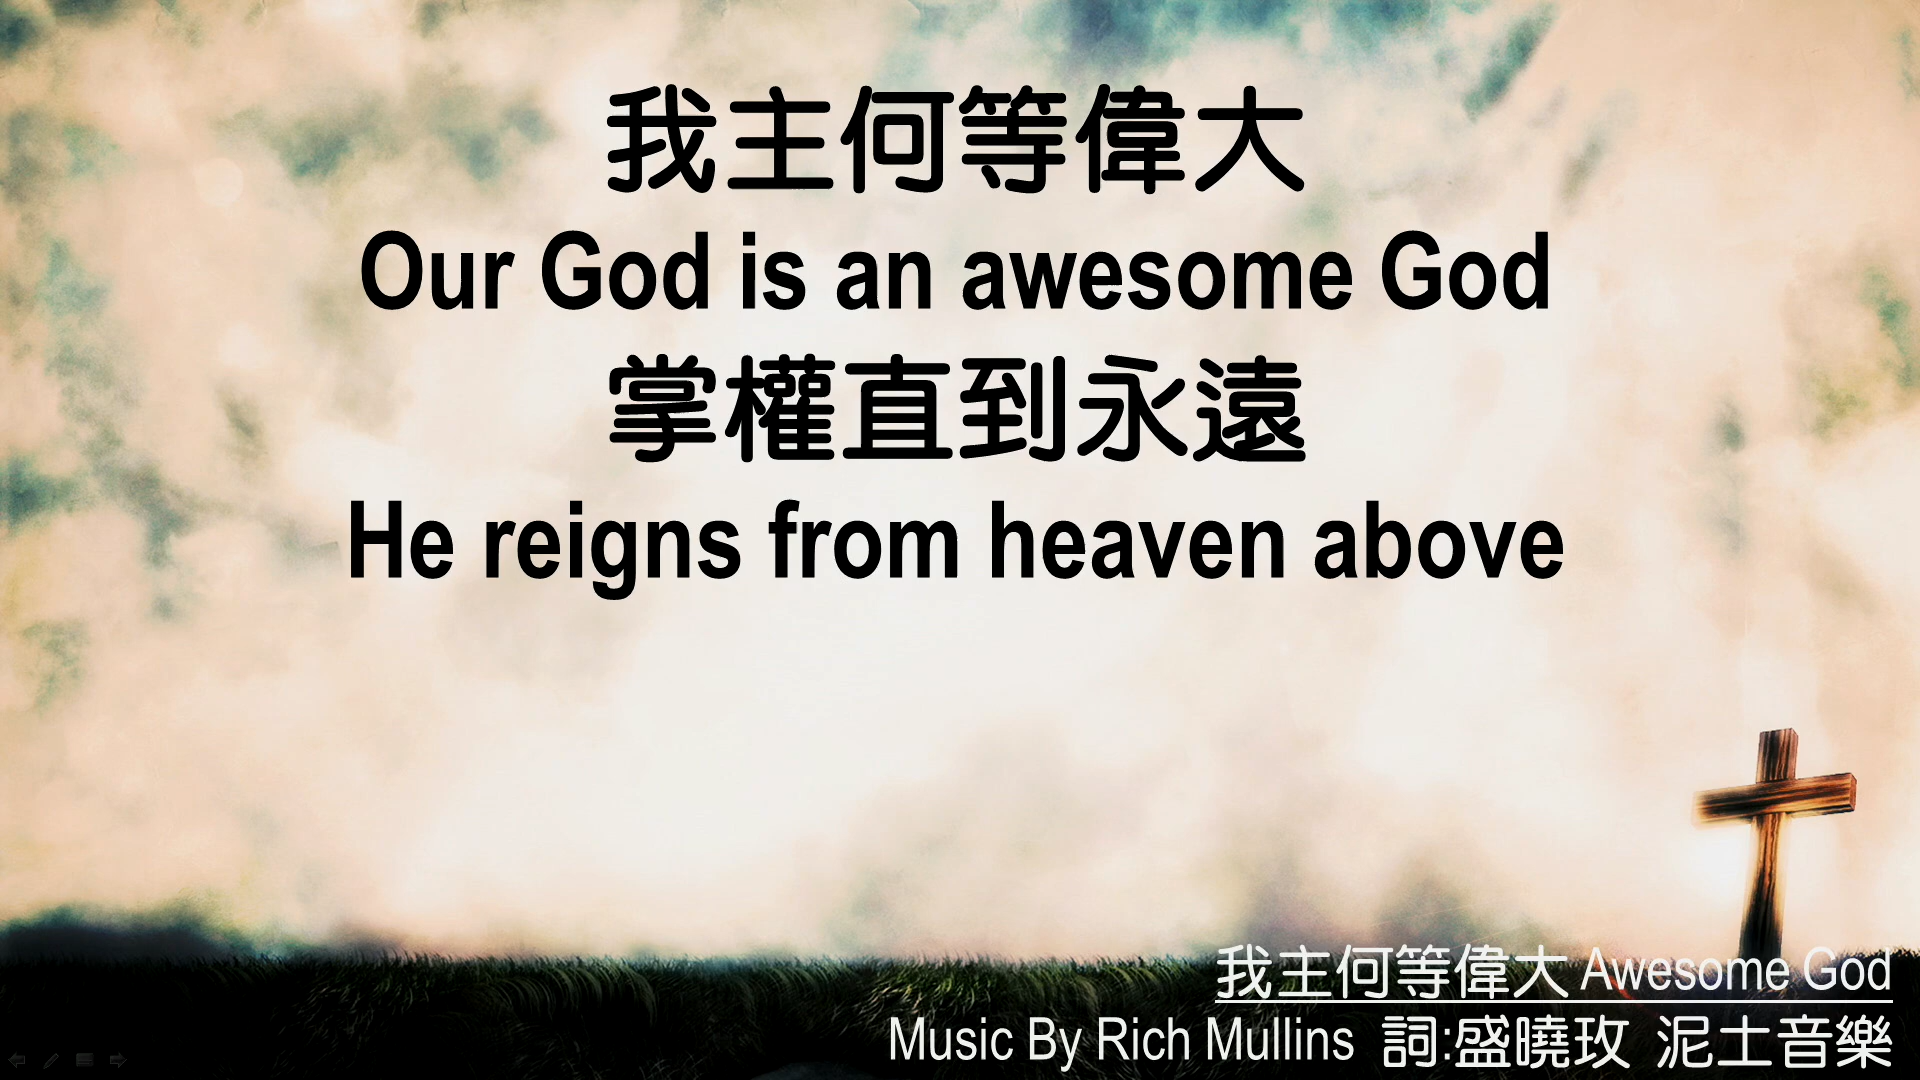 我主何等偉大
Our God is an awesome God
掌權直到永遠
He reigns from heaven above
我主何等偉大 Awesome God
Music By Rich Mullins 詞:盛曉玫 泥土音樂